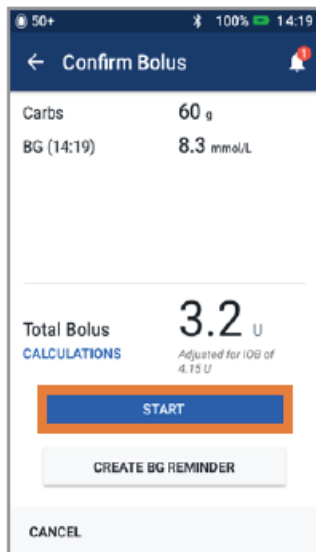 50+ 100% 14:19
Confirm Bolus 1
Carbs 60 g
BG (14:19) 8.3 mmol/L
Total Bolus 3.2 U
CALCULATIONS Adjusted for IOB of
4.15 U
START
CREATE BG REMINDER
CANCEL